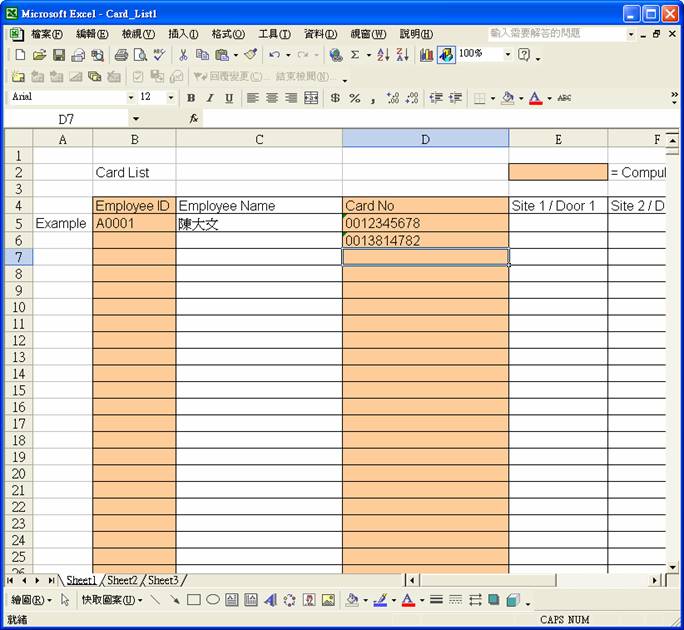 Microsoft Excel - Card_List1
檔案(F) 編輯(E) 檢視(V) 插入(I) 格式(O) 工具(T) 資料(D) 視窗(W) 說明(H) 輸入需要解答的問題
100%
回覆變更(C)... 結束檢閱(N)...
Arial 12 B I U $ % , ABC
D7 fx
A B C D E F
1
2 Card List = Compul
3
4 Employee ID Employee Name Card No Site 1 / Door 1 Site 2 / D
5 Example A0001 陳大文 0012345678
6 0013814782
7
8
9
10
11
12
13
14
15
16
17
18
19
20
21
22
23
24
25
26
Sheet1 Sheet2 Sheet3
繪圖(R) 快取圖案(U)
就緒 CAPS NUM